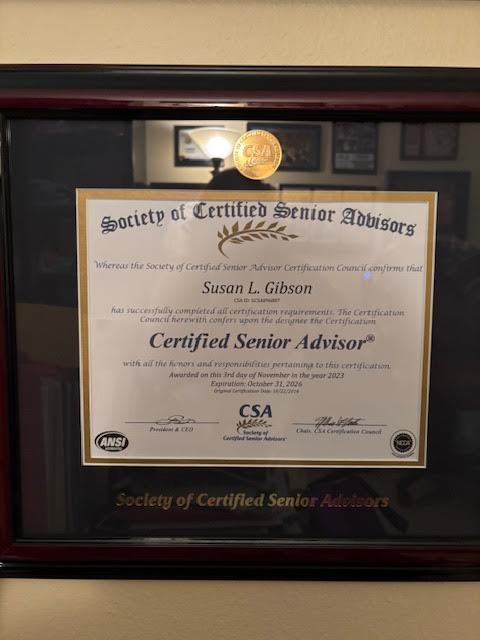 CSA
Society of Certified Senior Advisors
Whereas the Society of Certified Senior Advisor Certification Council confirms that
Susan L. Gibson
has successfully completed all certification requirements. The Certification
Council herewith confers upon the designee the Certification
Certified Senior Advisor®
with all the honors and responsibilities pertaining to this certification.
Awarded on this 3rd day of November in the year 2023
Expiration: October 31, 2026
President & CEO
CSA
Society of
Certified Senior Advisors®
Chair, CSA Certification Council
ANSI
NCCA
Society of Certified Senior Advisors